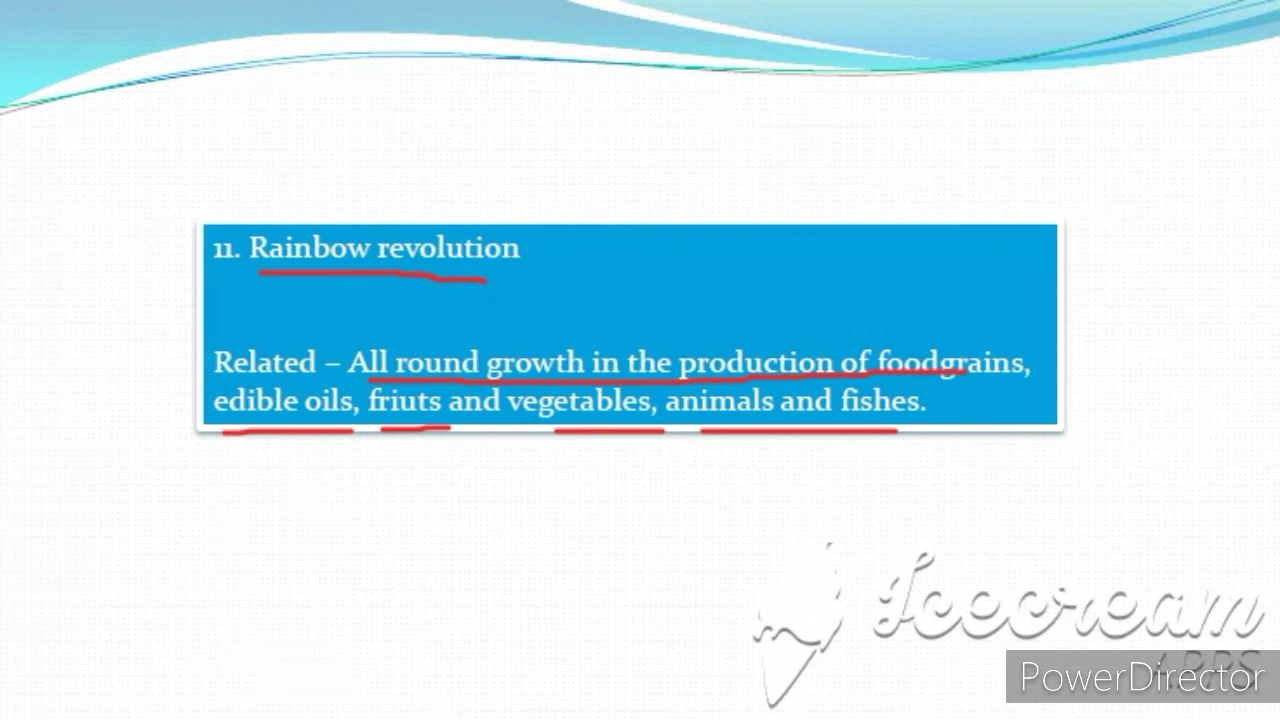 11. Rainbow revolution
Related – All round growth in the production of foodgrains,
edible oils, friuts and vegetables, animals and fishes.
Icecream
APPS
PowerDirector